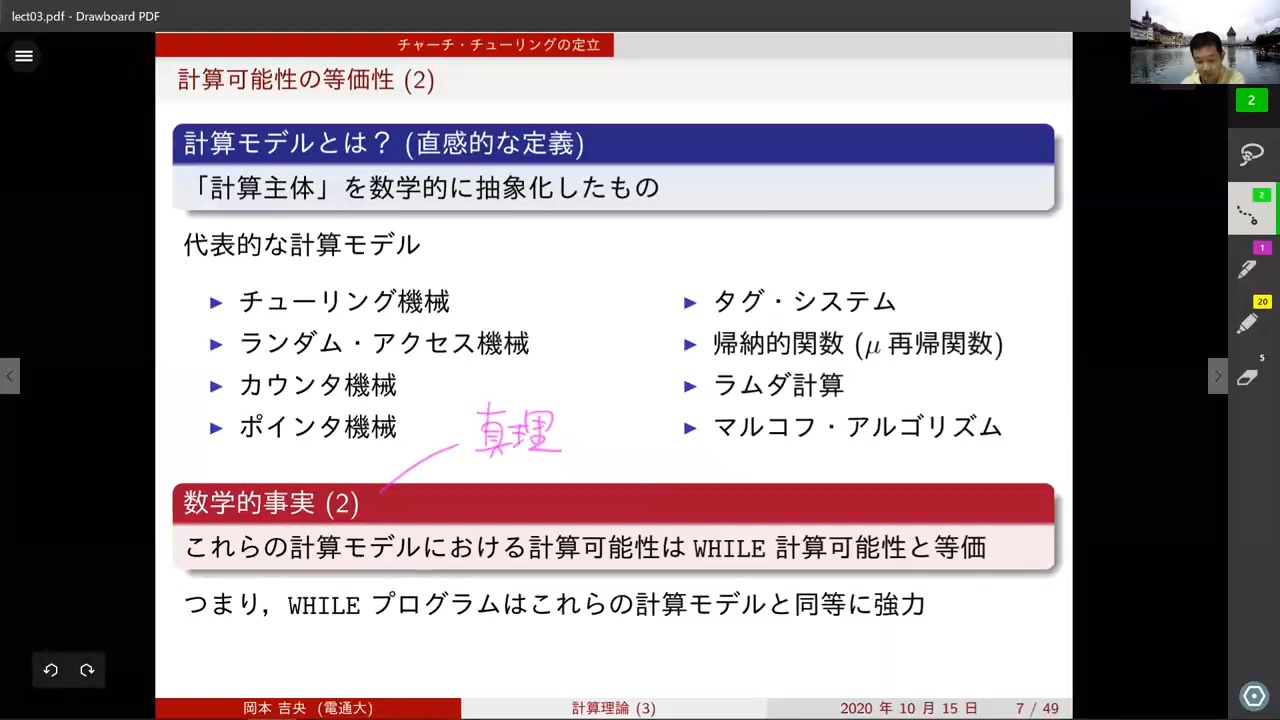 lect03.pdf - Drawboard PDF
チャーチ・チューリングの定立
計算可能性の等価性 (2)
計算モデルとは？ (直感的な定義)
「計算主体」を数学的に抽象化したもの
代表的な計算モデル
▶ チューリング機械
▶ ランダム・アクセス機械
▶ カウンタ機械
▶ ポインタ機械
▶ タグ・システム
▶ 帰納的関数 (μ 再帰関数)
▶ ラムダ計算
▶ マルコフ・アルゴリズム
真理
数学的事実 (2)
これらの計算モデルにおける計算可能性は WHILE 計算可能性と等価
つまり，WHILE プログラムはこれらの計算モデルと同等に強力
岡本 吉央 (電通大)
計算理論 (3)
2020 年 10 月 15 日
7 / 49
2
2
1
20
5